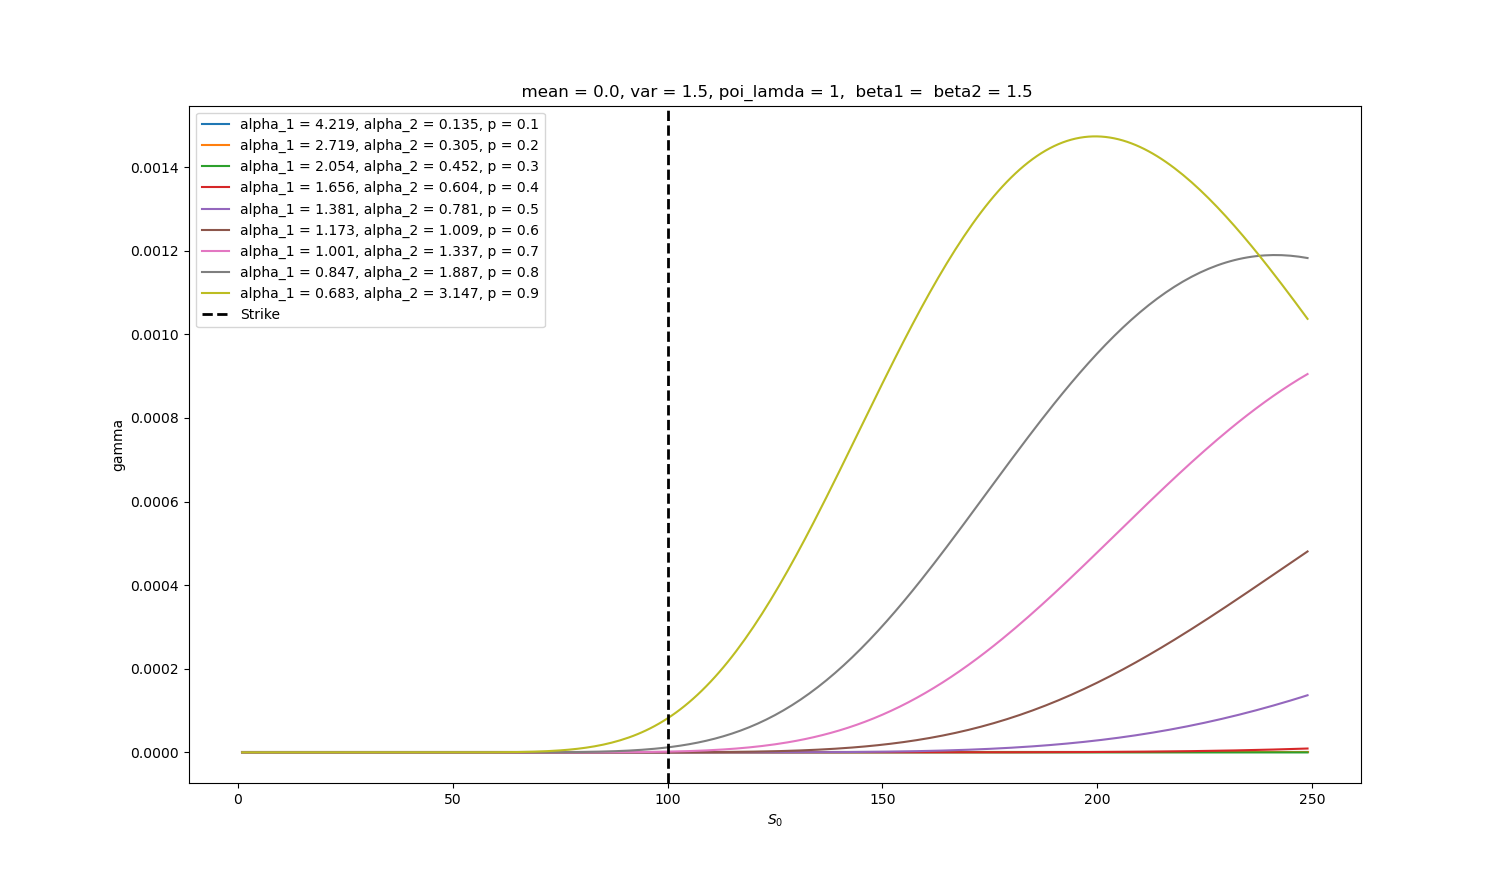 mean = 0.0, var = 1.5, poi_lamda = 1,  beta1 =  beta2 = 1.5
alpha_1 = 4.219, alpha_2 = 0.135, p = 0.1
alpha_1 = 2.719, alpha_2 = 0.305, p = 0.2
alpha_1 = 2.054, alpha_2 = 0.452, p = 0.3
alpha_1 = 1.656, alpha_2 = 0.604, p = 0.4
alpha_1 = 1.381, alpha_2 = 0.781, p = 0.5
alpha_1 = 1.173, alpha_2 = 1.009, p = 0.6
alpha_1 = 1.001, alpha_2 = 1.337, p = 0.7
alpha_1 = 0.847, alpha_2 = 1.887, p = 0.8
alpha_1 = 0.683, alpha_2 = 3.147, p = 0.9
Strike
0.0014
0.0012
0.0010
0.0008
0.0006
0.0004
0.0002
0.0000
gamma
0 50 100 150 200 250
S₀